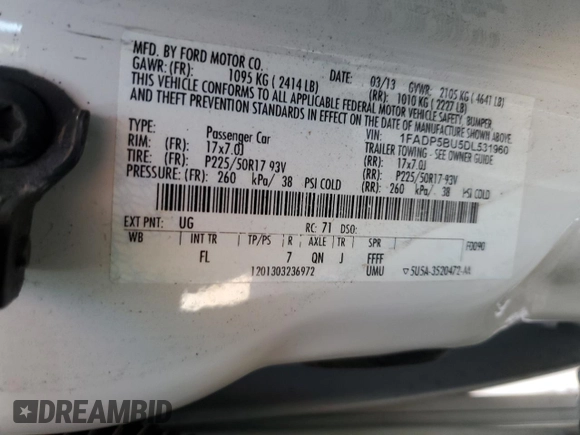 MFD. BY FORD MOTOR CO.
DATE: 03/13 GVWR: 2105 KG (4641 LB)
GAWR: (FR): 1095 KG (2414 LB) (RR): 1010 KG (2227 LB)
THIS VEHICLE CONFORMS TO ALL APPLICABLE FEDERAL MOTOR VEHICLE SAFETY, BUMPER,
AND THEFT PREVENTION STANDARDS IN EFFECT ON THE DATE OF MANUFACTURE SHOWN ABOVE.
VIN: 1FADP5BU5DL531960
TYPE: Passenger Car TRAILER TOWING - SEE OWNER GUIDE
RIM: (FR): 17x7.0J (RR): 17x7.0J
TIRE: (FR): P225/50R17 93V (RR): P225/50R17 93V
PRESSURE: (FR): 260 kPa/ 38 PSI COLD (RR): 260 kPa/ 38 PSI COLD
EXT PNT: UG RC: 71 DSO: F0090
WB INT TR TP/PS R AXLE TR SPR
FL 7 QN J FFFF
1201303236972 UMU 5U5A-3520472-AA
DREAMBID